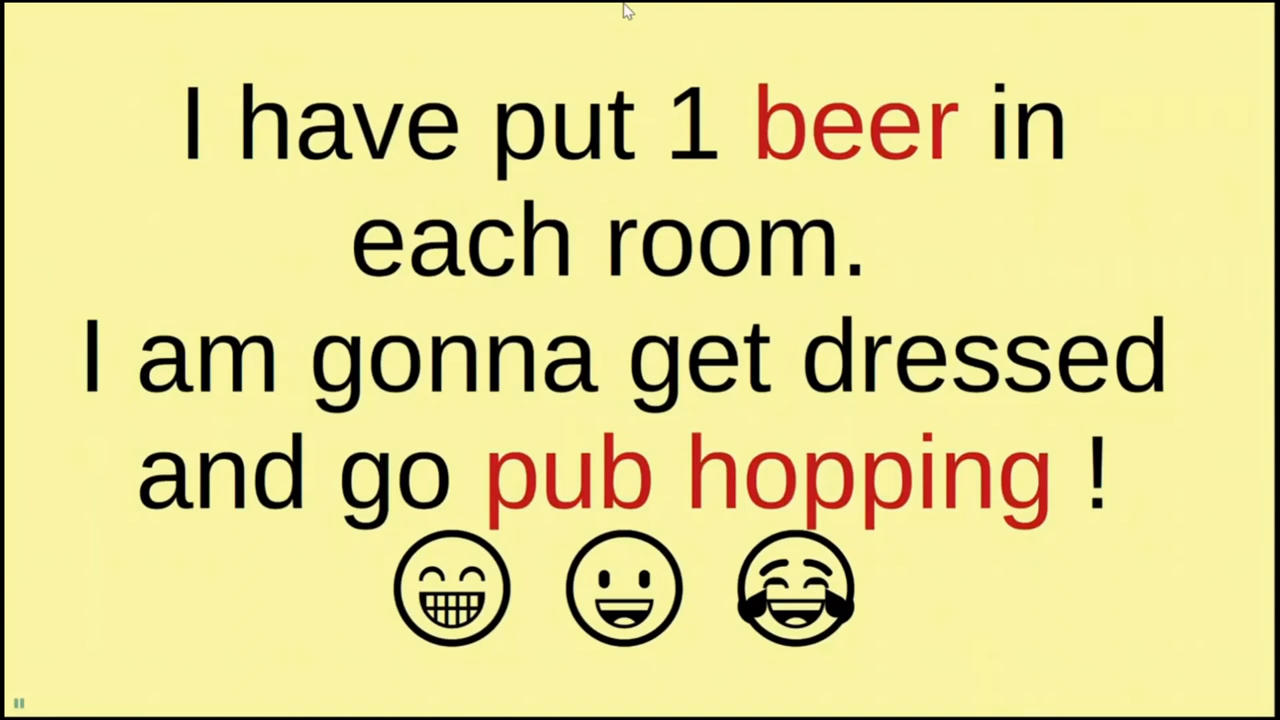 I have put 1 beer in
each room.
I am gonna get dressed
and go pub hopping !